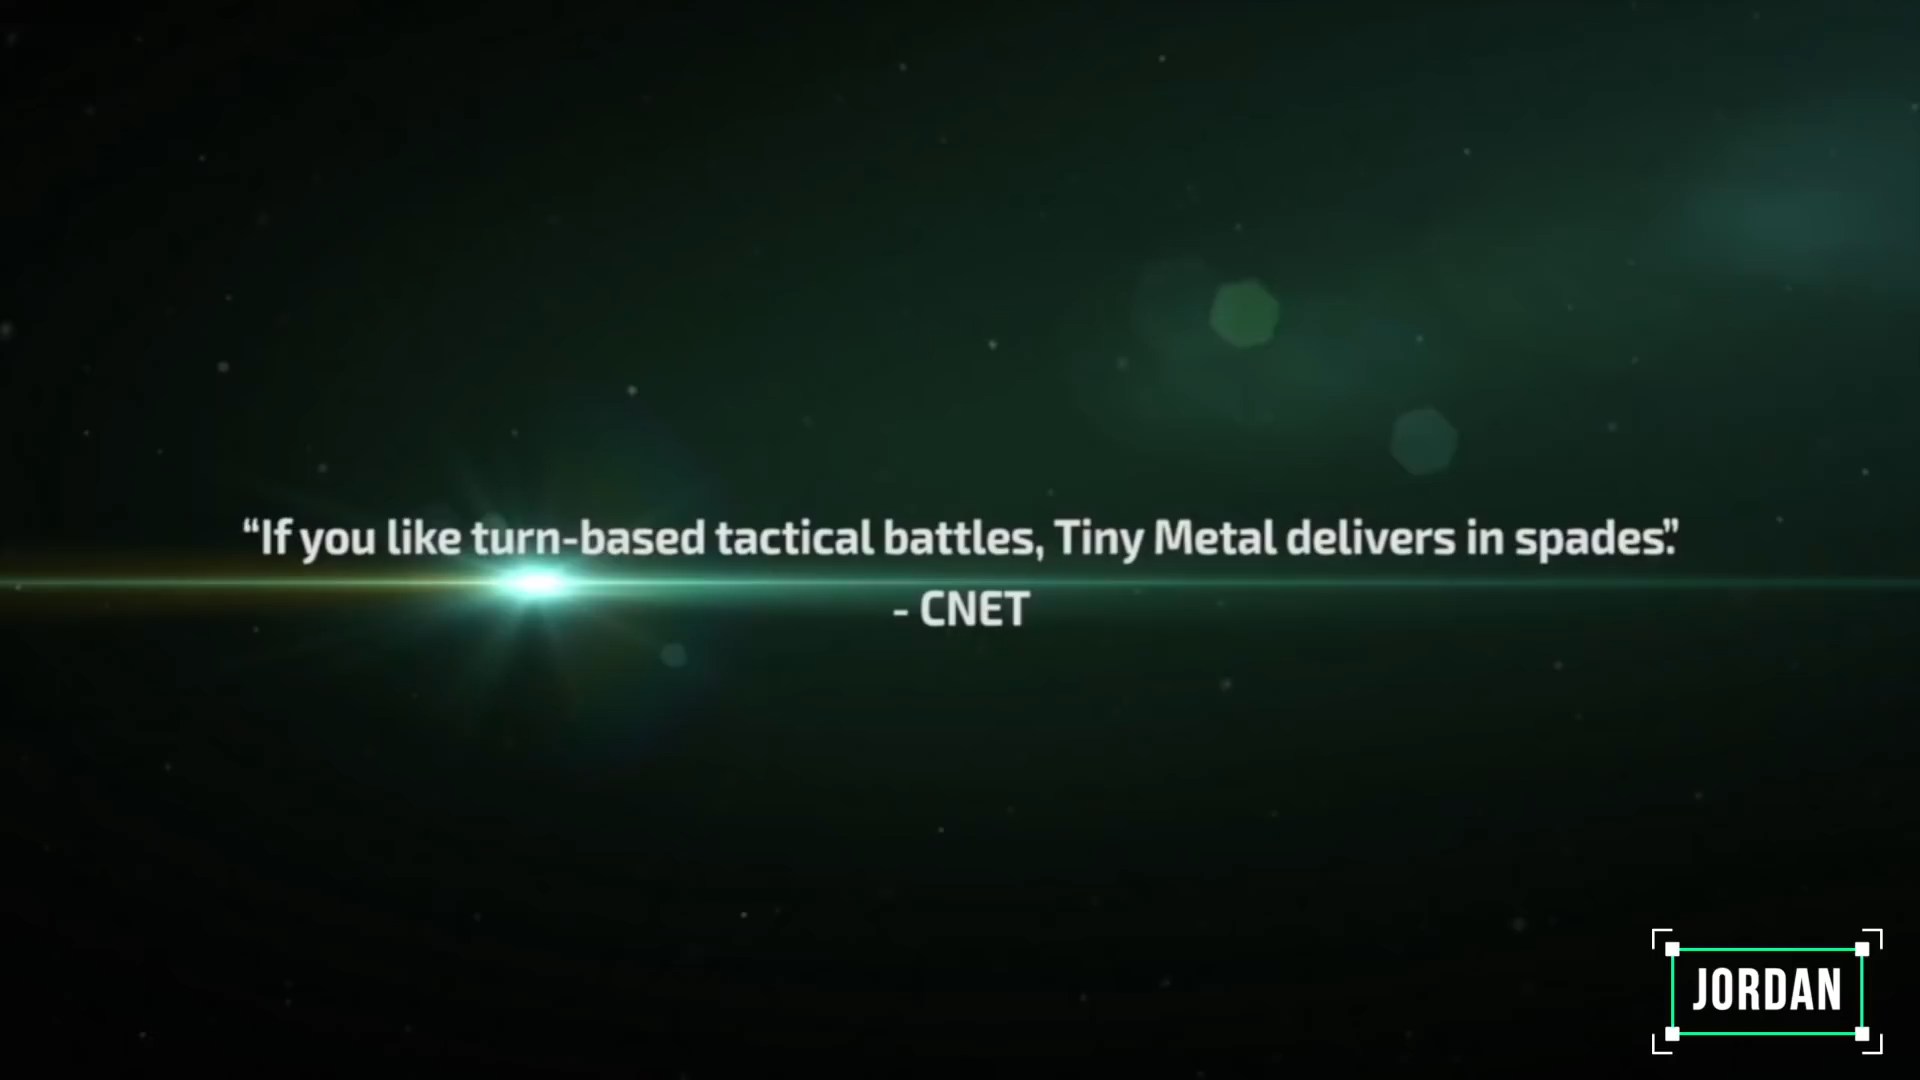 “If you like turn-based tactical battles, Tiny Metal delivers in spades.”
- CNET
JORDAN